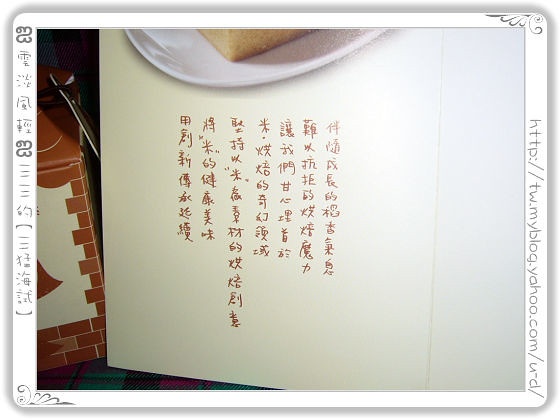 伴隨成長的稻香氣息
難以抗拒的烘焙魔力
讓我們甘心埋首於
米·烘焙的奇幻領域
堅持以"米"為素材的烘焙創意
將"米"的健康美味
用創新傳承延續
雲淡風輕 三三的【三猛海試】
http://tw.myblog.yahoo.com/u-d/